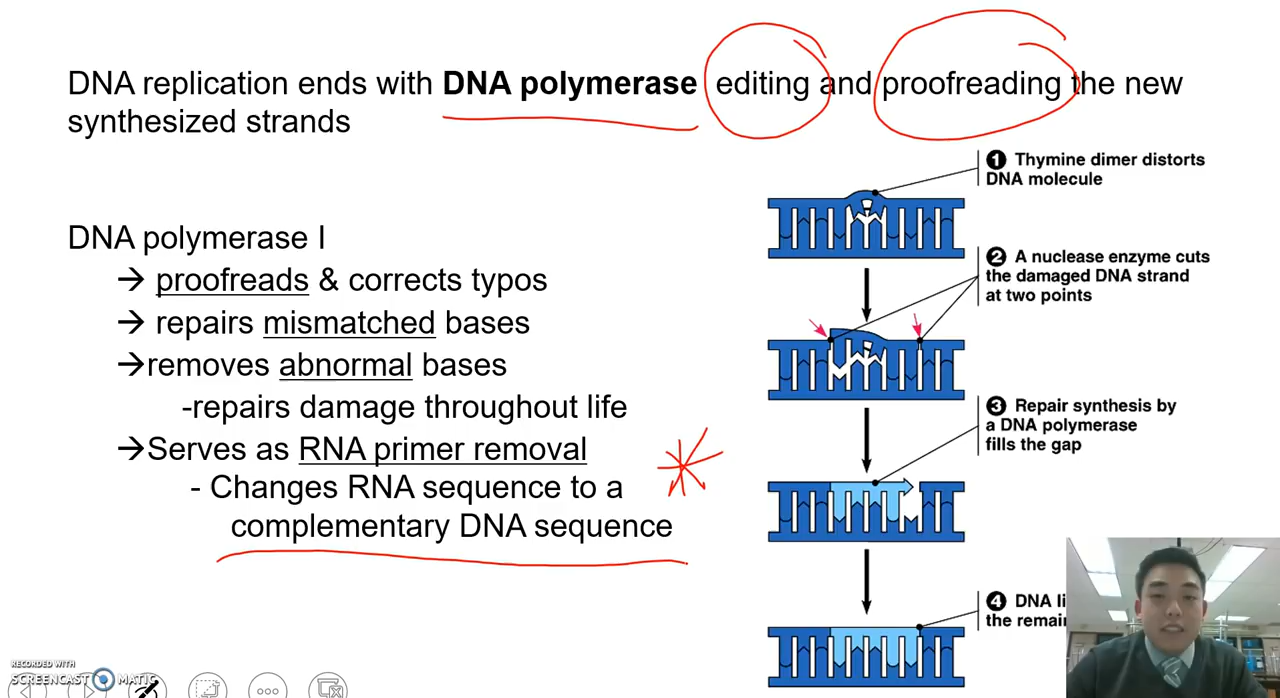 DNA replication ends with DNA polymerase editing and proofreading the new
synthesized strands
DNA polymerase I
→ proofreads & corrects typos
→ repairs mismatched bases
→removes abnormal bases
-repairs damage throughout life
→Serves as RNA primer removal
- Changes RNA sequence to a
complementary DNA sequence
1 Thymine dimer distorts
DNA molecule
2 A nuclease enzyme cuts
the damaged DNA strand
at two points
3 Repair synthesis by
a DNA polymerase
fills the gap
4 DNA
the
RECORDED WITH
SCREENCAST MATIC